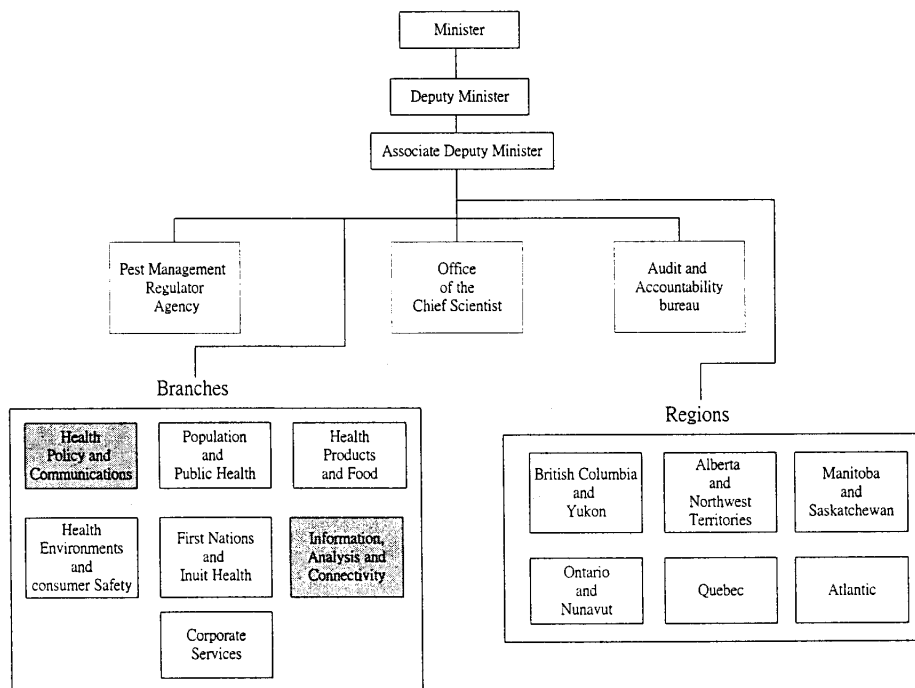 Minister
Deputy Minister
Associate Deputy Minister
Pest Management
Regulator
Agency
Office
of the
Chief Scientist
Audit and
Accountability
bureau
Branches
Health
Policy and
Communications
Population
and
Public Health
Health
Products
and Food
Health
Environments
and
consumer Safety
First Nations
and
Inuit Health
Information,
Analysis and
Connectivity
Corporate
Services
Regions
British Columbia
and
Yukon
Alberta
and
Northwest
Territories
Manitoba
and
Saskatchewan
Ontario
and
Nunavut
Quebec
Atlantic